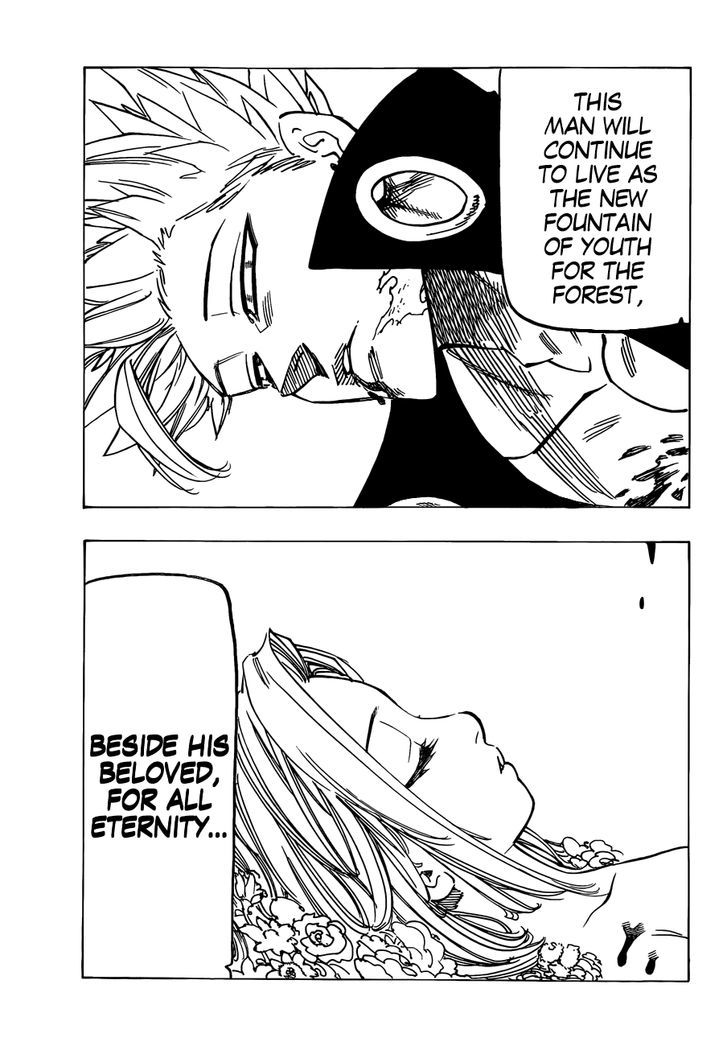 THIS
MAN WILL
CONTINUE
TO LIVE AS
THE NEW
FOUNTAIN
OF YOUTH
FOR THE
FOREST,
BESIDE HIS
BELOVED,
FOR ALL
ETERNITY...